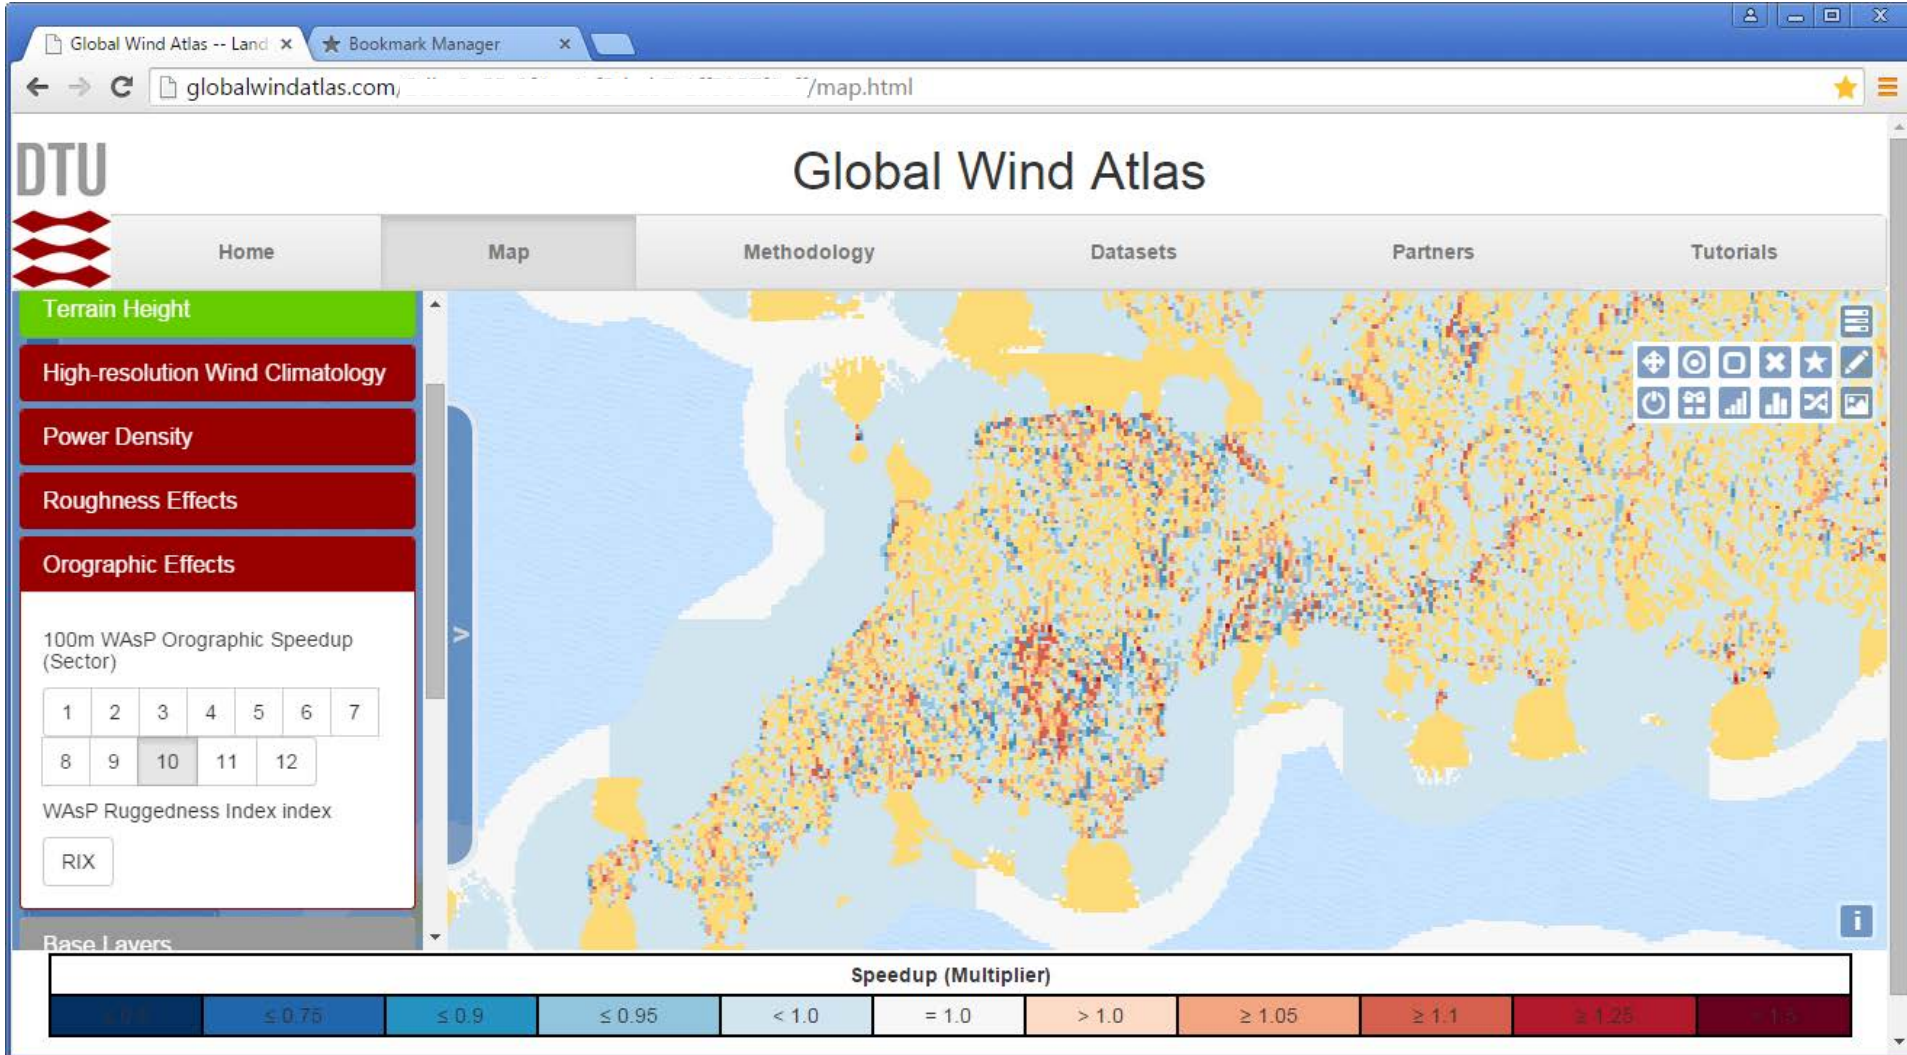 Global Wind Atlas -- Land
Bookmark Manager
globalwindatlas.com/
/map.html
DTU
Global Wind Atlas
Home
Map
Methodology
Datasets
Partners
Tutorials
Terrain Height
High-resolution Wind Climatology
Power Density
Roughness Effects
Orographic Effects
100m WAsP Orographic Speedup
(Sector)
1 2 3 4 5 6 7
8 9 10 11 12
WAsP Ruggedness Index index
RIX
Base Layers
>
i
Speedup (Multiplier)
≤ 0.75 ≤ 0.9 ≤ 0.95 < 1.0 = 1.0 > 1.0 ≥ 1.05 ≥ 1.1 ≥ 1.25